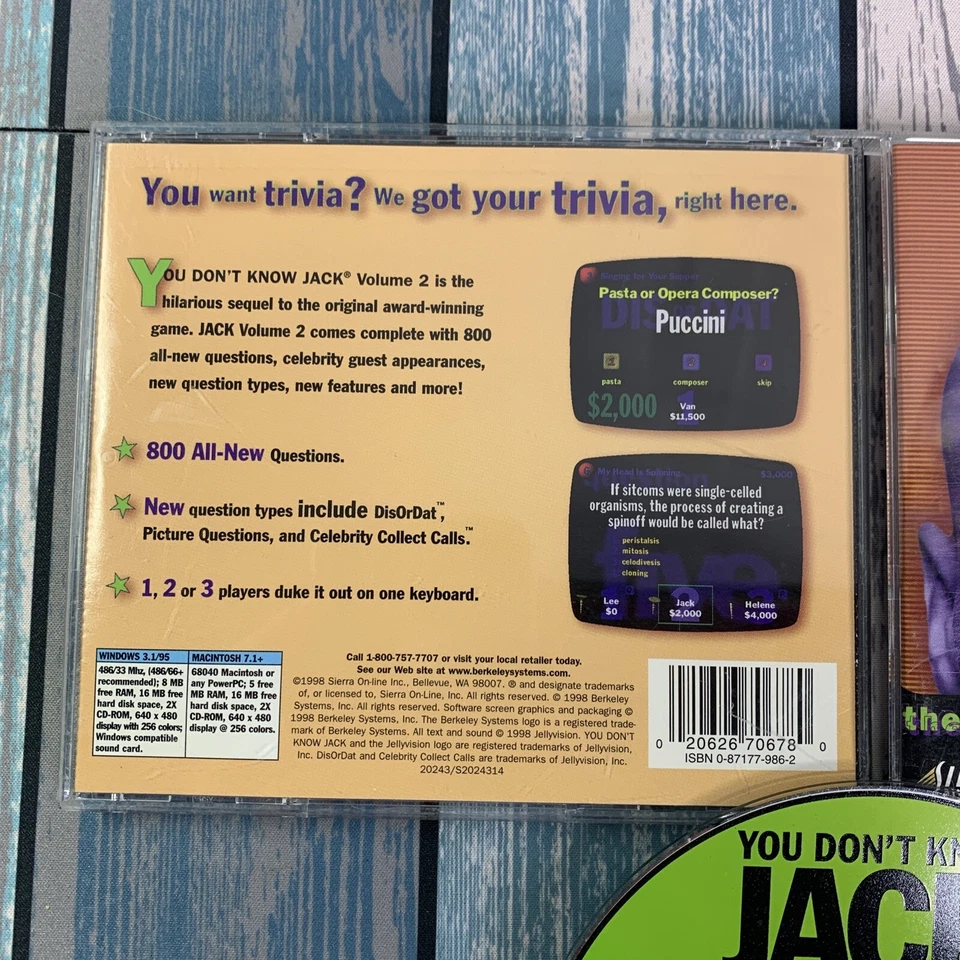 You want trivia? We got your trivia, right here.
YOU DON'T KNOW JACK® Volume 2 is the
hilarious sequel to the original award-winning
game. JACK Volume 2 comes complete with 800
all-new questions, celebrity guest appearances,
new question types, new features and more!
800 All-New Questions.
New question types include DisOrDat™,
Picture Questions, and Celebrity Collect Calls.™
1, 2 or 3 players duke it out on one keyboard.
Singing for Your Supper
Pasta or Opera Composer?
DISORDAT
Puccini
pasta composer skip
$2,000
1
Van
$11,500
6 My Head Is Spinning $3,000
If sitcoms were single-celled
organisms, the process of creating a
spinoff would be called what?
peristalsis
mitosis
celodivesis
cloning
question
five
Lee Jack Helene
$0 $2,000 $4,000
WINDOWS 3.1/95
486/33 Mhz, (486/66+
recommended); 8 MB
free RAM, 16 MB free
hard disk space, 2X
CD-ROM, 640 x 480
display with 256 colors;
Windows compatible
sound card.
MACINTOSH 7.1+
68040 Macintosh or
any PowerPC; 5 free
MB RAM, 16 MB free
hard disk space, 2X
CD-ROM, 640 x 480
display @ 256 colors.
Call 1-800-757-7707 or visit your local retailer today.
See our Web site at www.berkeleysystems.com.
©1998 Sierra On-line Inc., Bellevue, WA 98007. ® and designate trademarks
of, or licensed to, Sierra On-Line, Inc. All rights reserved. © 1998 Berkeley
Systems, Inc. All rights reserved. Software screen graphics and packaging ©
1998 Berkeley Systems, Inc. The Berkeley Systems logo is a registered trade-
mark of Berkeley Systems. All text and sound © 1998 Jellyvision. YOU DON'T
KNOW JACK and the Jellyvision logo are registered trademarks of Jellyvision,
Inc. DisOrDat and Celebrity Collect Calls are trademarks of Jellyvision, Inc.
20243/S2024314
0 20626 70678 0
ISBN 0-87177-986-2
the
YOU DON'T KN
JACK